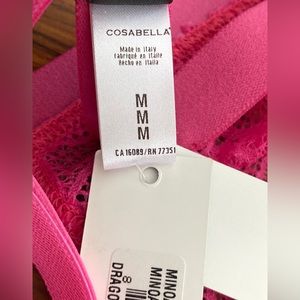 COSABELLA
Made in Italy
Fabriqué en Italie
Hecho en Italia
M
M
M
CA 16089/RN 77351
MINO
MINO
8
DRAGO